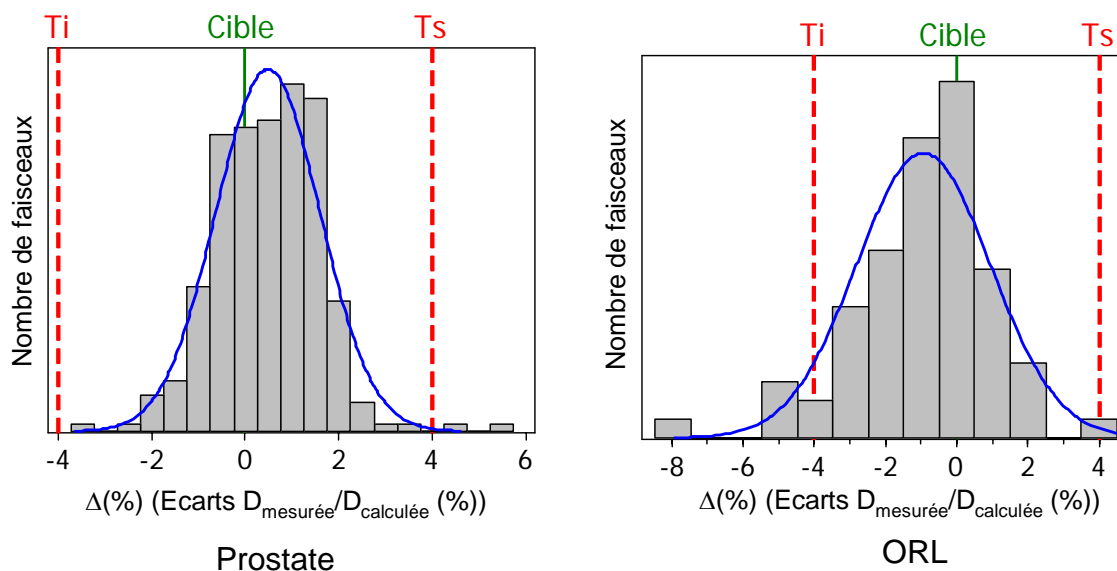 Ti Cible Ts
Nombre de faisceaux
-4 -2 0 2 4 6
Δ(%) (Ecarts Dmesurée/Dcalculée (%))
Prostate
Ti Cible Ts
Nombre de faisceaux
-8 -6 -4 -2 0 2 4
Δ(%) (Ecarts Dmesurée/Dcalculée (%))
ORL